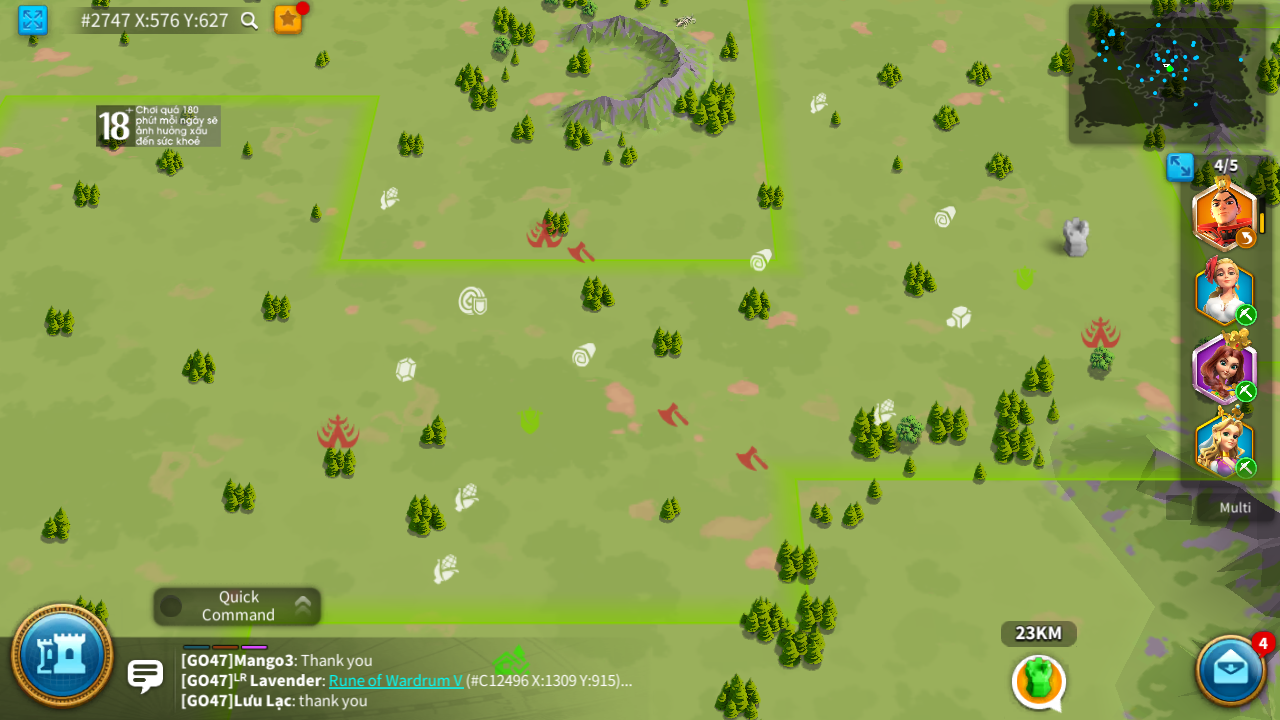 #2747 X:576 Y:627
18+
Chơi quá 180
phút mỗi ngày sẽ
ảnh hưởng xấu
đến sức khoẻ
4/5
Multi
Quick
Command
23KM
4
[GO47]Mango3: Thank you
[GO47]LR Lavender: Rune of Wardrum V (#C12496 X:1309 Y:915)...
[GO47]Lưu Lạc: thank you